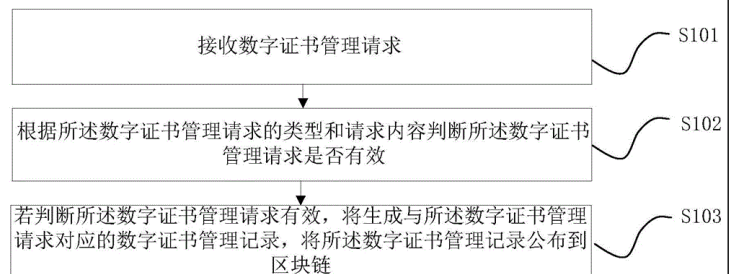 接收数字证书管理请求
S101
根据所述数字证书管理请求的类型和请求内容判断所述数字证书
管理请求是否有效
S102
若判断所述数字证书管理请求有效，将生成与所述数字证书管理
请求对应的数字证书管理记录，将所述数字证书管理记录公布到
区块链
S103